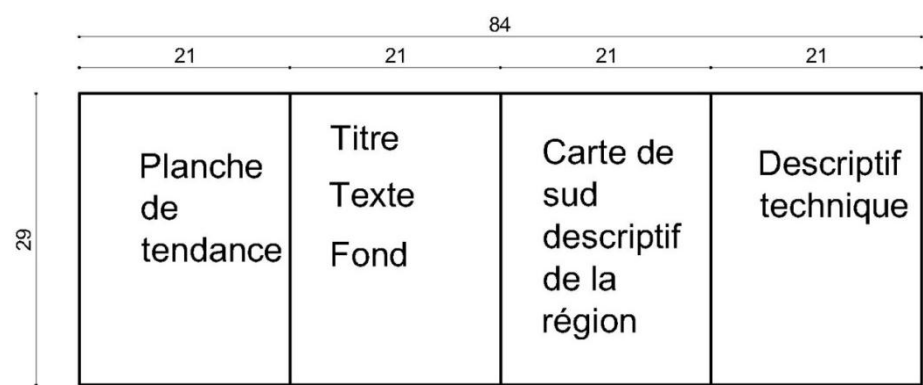 84
21
21
21
21
29
Planche
de
tendance
Titre
Texte
Fond
Carte de
sud
descriptif
de la
région
Descriptif
technique